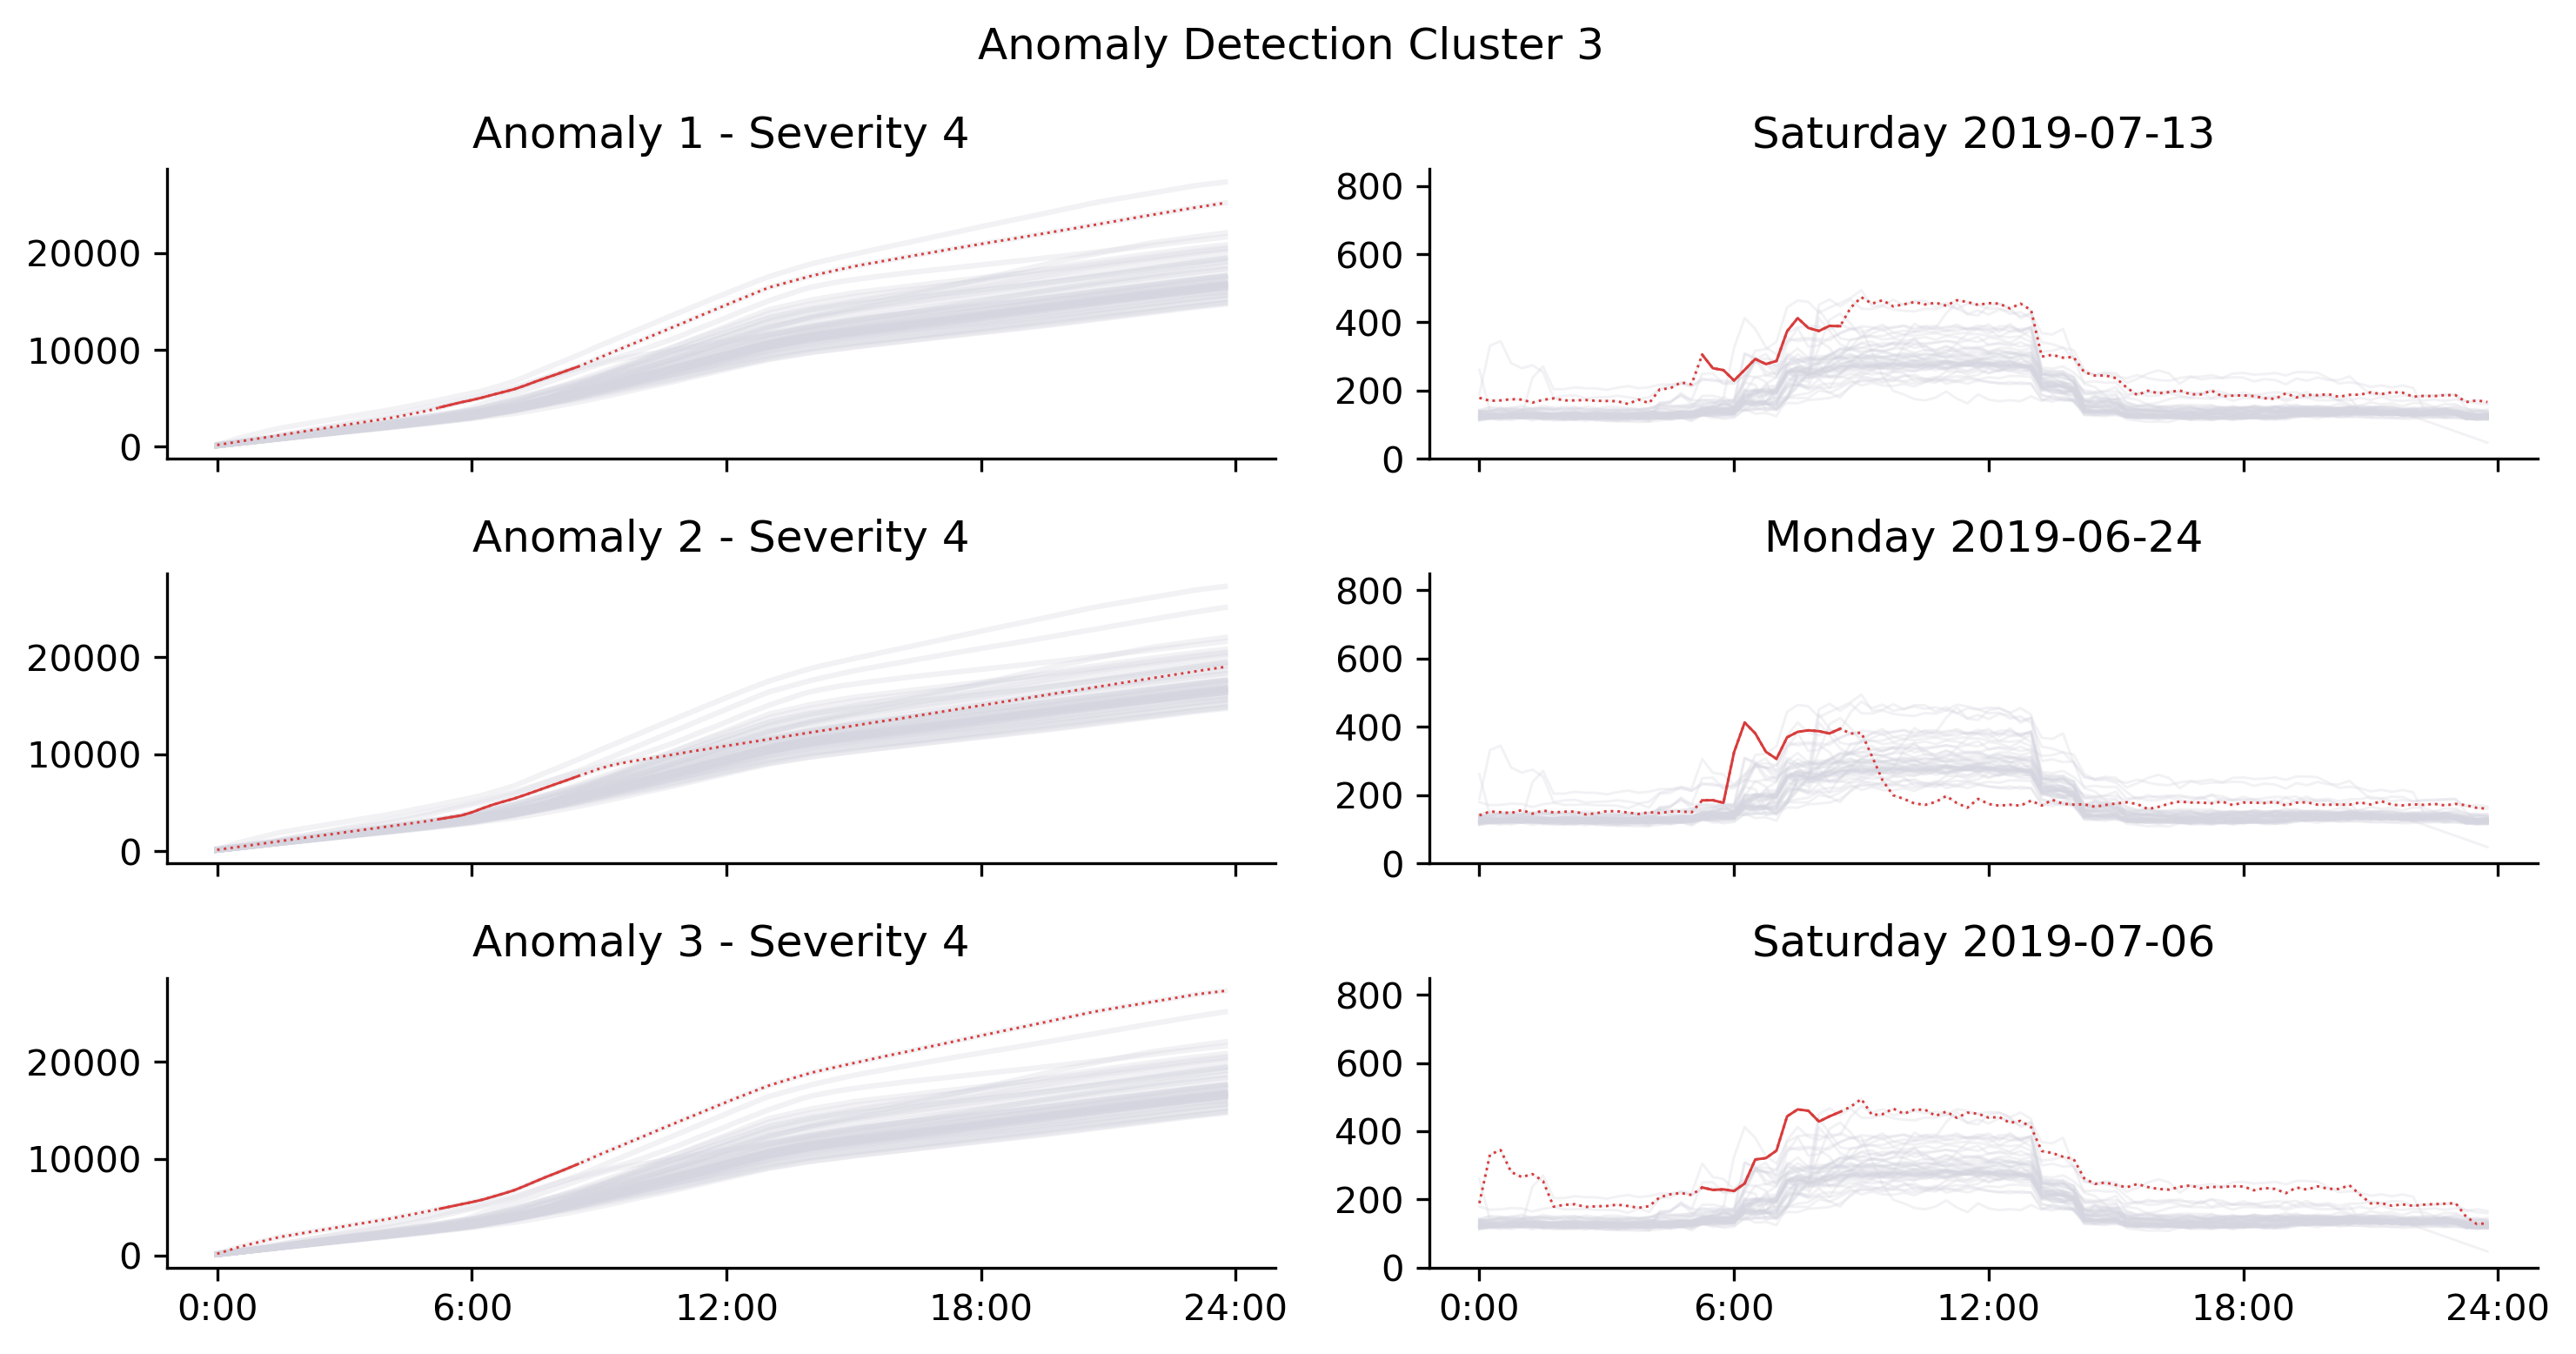 Anomaly Detection Cluster 3
Anomaly 1 - Severity 4
Saturday 2019-07-13
20000
10000
0
800
600
400
200
0
Anomaly 2 - Severity 4
Monday 2019-06-24
20000
10000
0
800
600
400
200
0
Anomaly 3 - Severity 4
Saturday 2019-07-06
20000
10000
0
800
600
400
200
0
0:00 6:00 12:00 18:00 24:00
0:00 6:00 12:00 18:00 24:00